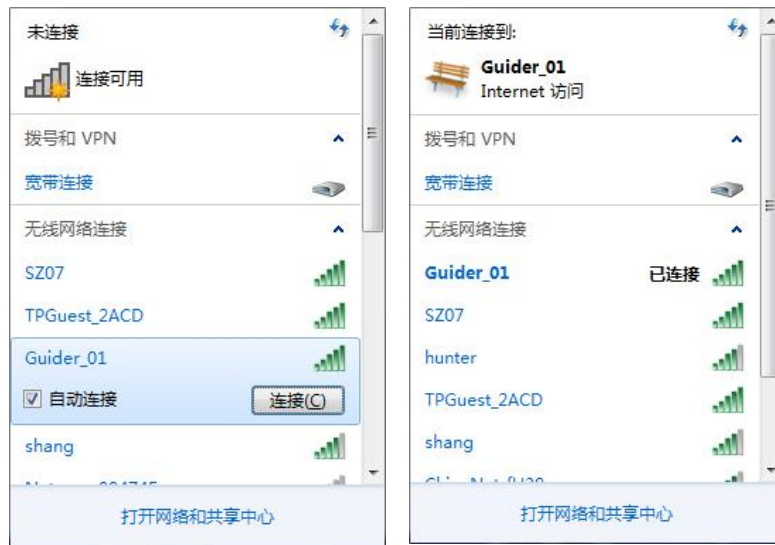 未连接
连接可用
拨号和 VPN
宽带连接
无线网络连接
SZ07
TPGuest_2ACD
Guider_01
自动连接
连接(C)
shang
打开网络和共享中心
当前连接到:
Guider_01
Internet 访问
拨号和 VPN
宽带连接
无线网络连接
Guider_01 已连接
SZ07
hunter
TPGuest_2ACD
shang
打开网络和共享中心